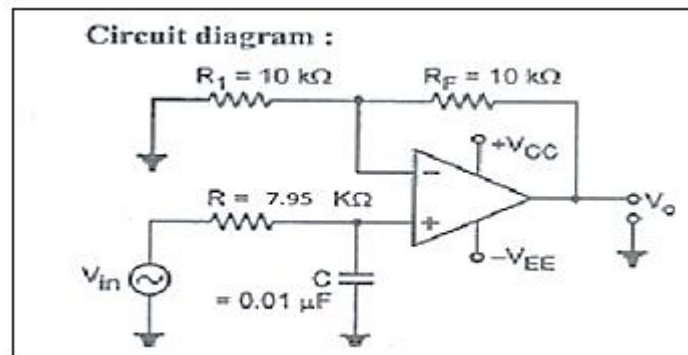 Circuit diagram :
R1 = 10 kΩ
RF = 10 kΩ
+VCC
−
R = 7.95 KΩ
+
Vo
−VEE
Vin
C
= 0.01 μF